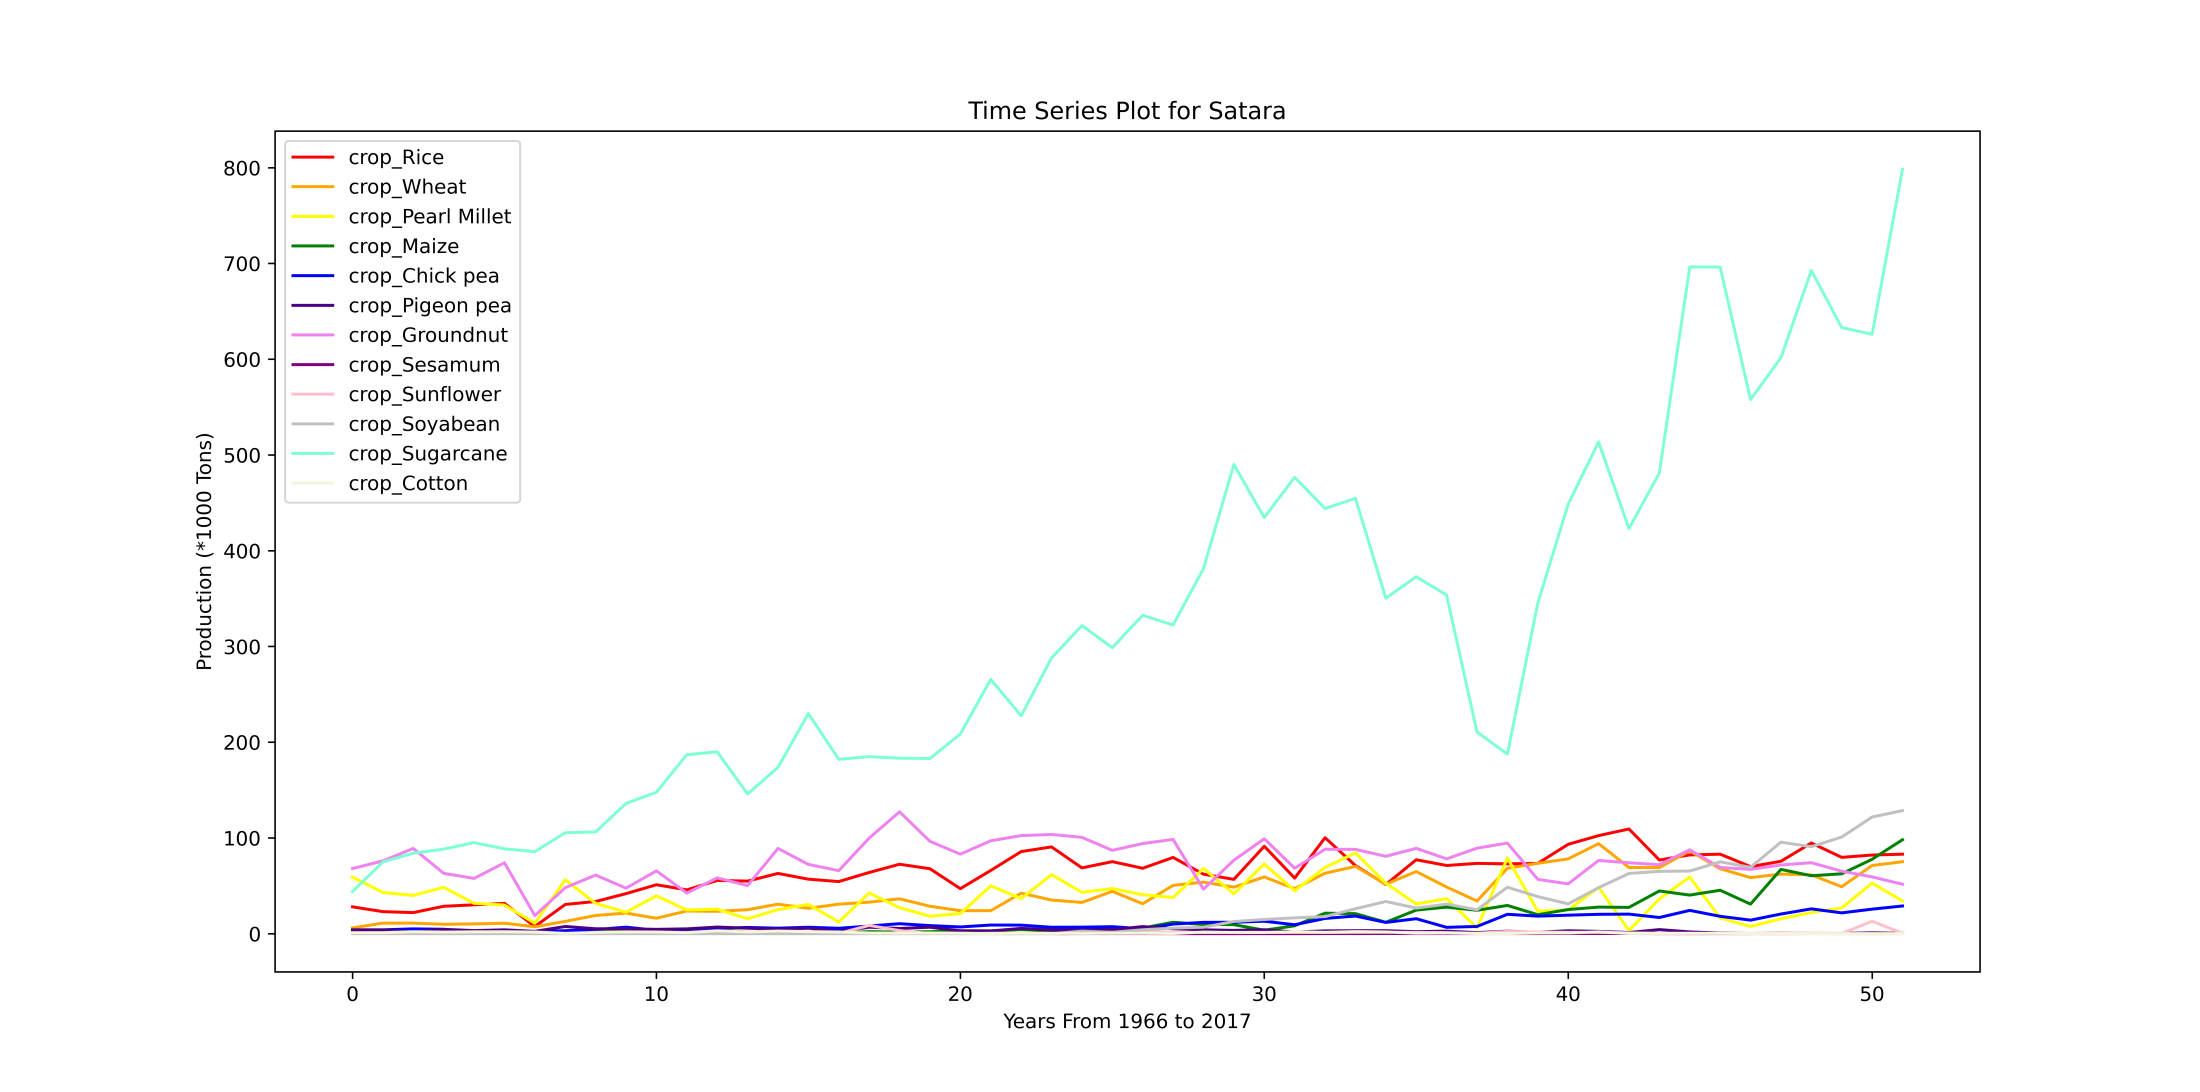 Time Series Plot for Satara
crop_Rice
crop_Wheat
crop_Pearl Millet
crop_Maize
crop_Chick pea
crop_Pigeon pea
crop_Groundnut
crop_Sesamum
crop_Sunflower
crop_Soyabean
crop_Sugarcane
crop_Cotton
Production (*1000 Tons)
800
700
600
500
400
300
200
100
0
0 10 20 30 40 50
Years From 1966 to 2017